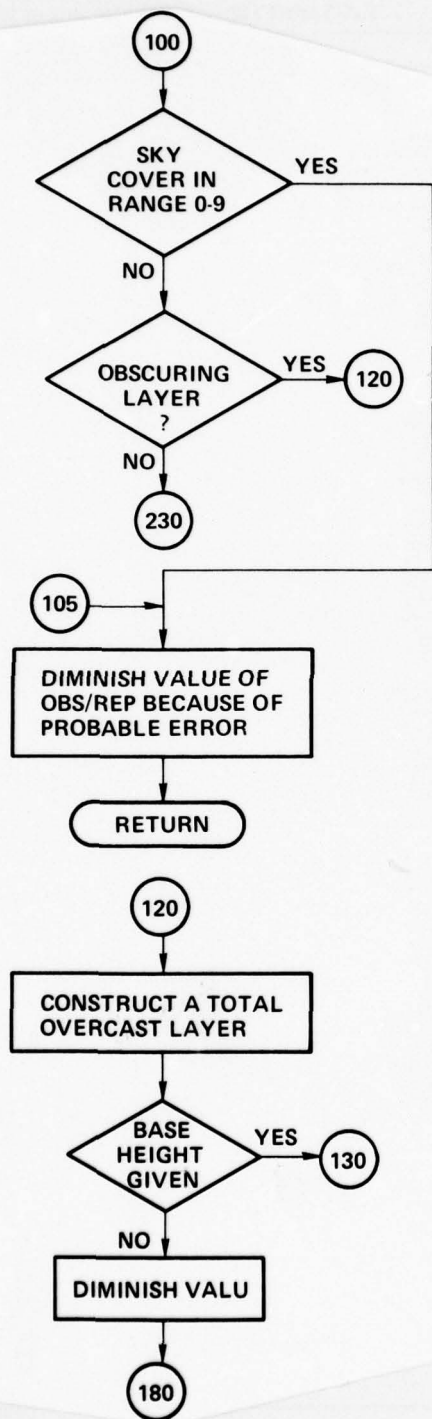 100
SKY
COVER IN
RANGE 0-9
YES
NO
OBSCURING
LAYER
?
YES
120
NO
230
105
DIMINISH VALUE OF
OBS/REP BECAUSE OF
PROBABLE ERROR
RETURN
120
CONSTRUCT A TOTAL
OVERCAST LAYER
BASE
HEIGHT
GIVEN
YES
130
NO
DIMINISH VALU
180